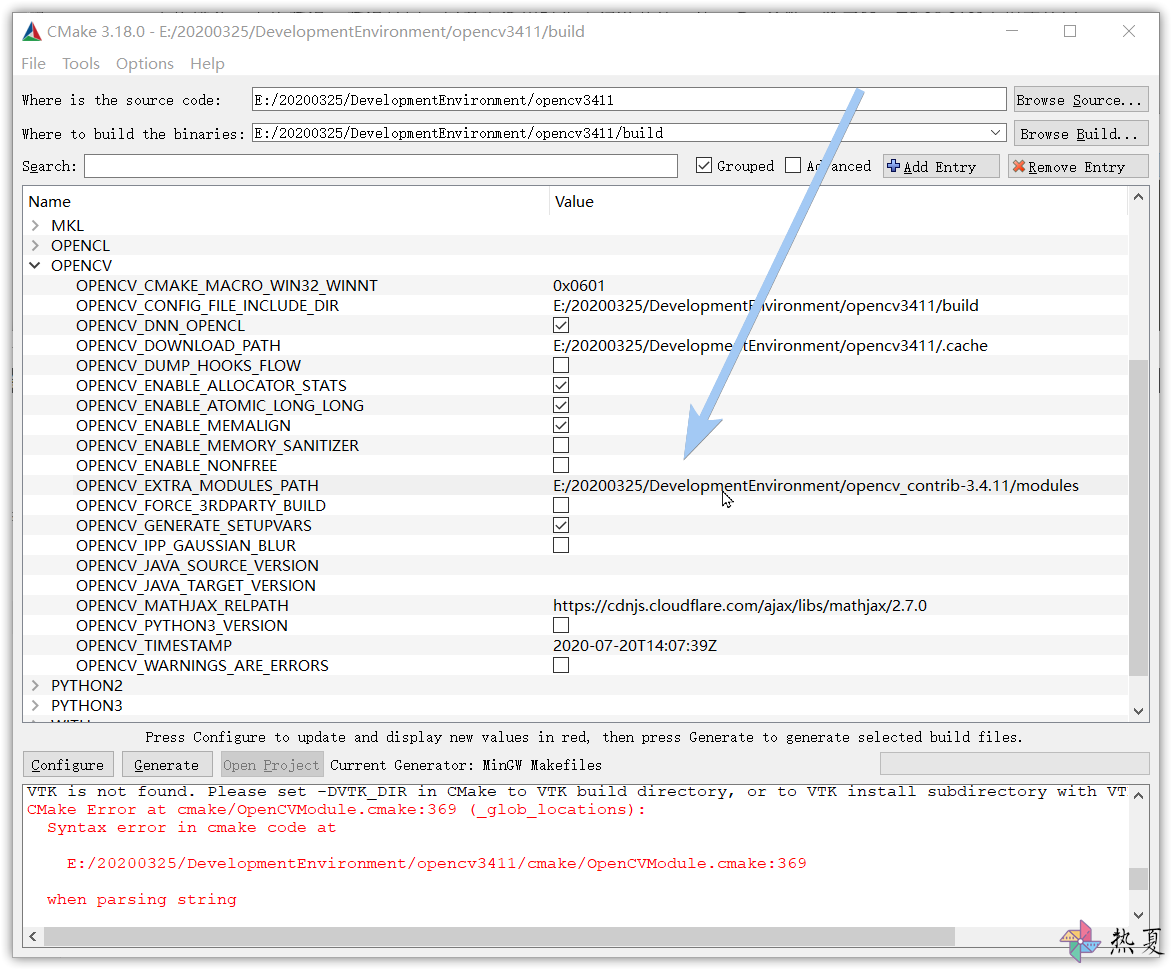 CMake 3.18.0 - E:/20200325/DevelopmentEnvironment/opencv3411/build
File Tools Options Help
Where is the source code: E:/20200325/DevelopmentEnvironment/opencv3411 Browse Source...
Where to build the binaries: E:/20200325/DevelopmentEnvironment/opencv3411/build Browse Build...
Search: Grouped Advanced Add Entry Remove Entry
Name Value
MKL
OPENCL
OPENCV
OPENCV_CMAKE_MACRO_WIN32_WINNT 0x0601
OPENCV_CONFIG_FILE_INCLUDE_DIR E:/20200325/DevelopmentEnvironment/opencv3411/build
OPENCV_DNN_OPENCL
OPENCV_DOWNLOAD_PATH E:/20200325/DevelopmentEnvironment/opencv3411/.cache
OPENCV_DUMP_HOOKS_FLOW
OPENCV_ENABLE_ALLOCATOR_STATS
OPENCV_ENABLE_ATOMIC_LONG_LONG
OPENCV_ENABLE_MEMALIGN
OPENCV_ENABLE_MEMORY_SANITIZER
OPENCV_ENABLE_NONFREE
OPENCV_EXTRA_MODULES_PATH E:/20200325/DevelopmentEnvironment/opencv_contrib-3.4.11/modules
OPENCV_FORCE_3RDPARTY_BUILD
OPENCV_GENERATE_SETUPVARS
OPENCV_IPP_GAUSSIAN_BLUR
OPENCV_JAVA_SOURCE_VERSION
OPENCV_JAVA_TARGET_VERSION
OPENCV_MATHJAX_RELPATH https://cdnjs.cloudflare.com/ajax/libs/mathjax/2.7.0
OPENCV_PYTHON3_VERSION
OPENCV_TIMESTAMP 2020-07-20T14:07:39Z
OPENCV_WARNINGS_ARE_ERRORS
PYTHON2
PYTHON3
Press Configure to update and display new values in red, then press Generate to generate selected build files.
Configure Generate Open Project Current Generator: MinGW Makefiles
VTK is not found. Please set -DVTK_DIR in CMake to VTK build directory, or to VTK install subdirectory with VT
CMake Error at cmake/OpenCVModule.cmake:369 (_glob_locations):
Syntax error in cmake code at
E:/20200325/DevelopmentEnvironment/opencv3411/cmake/OpenCVModule.cmake:369
when parsing string
热夏